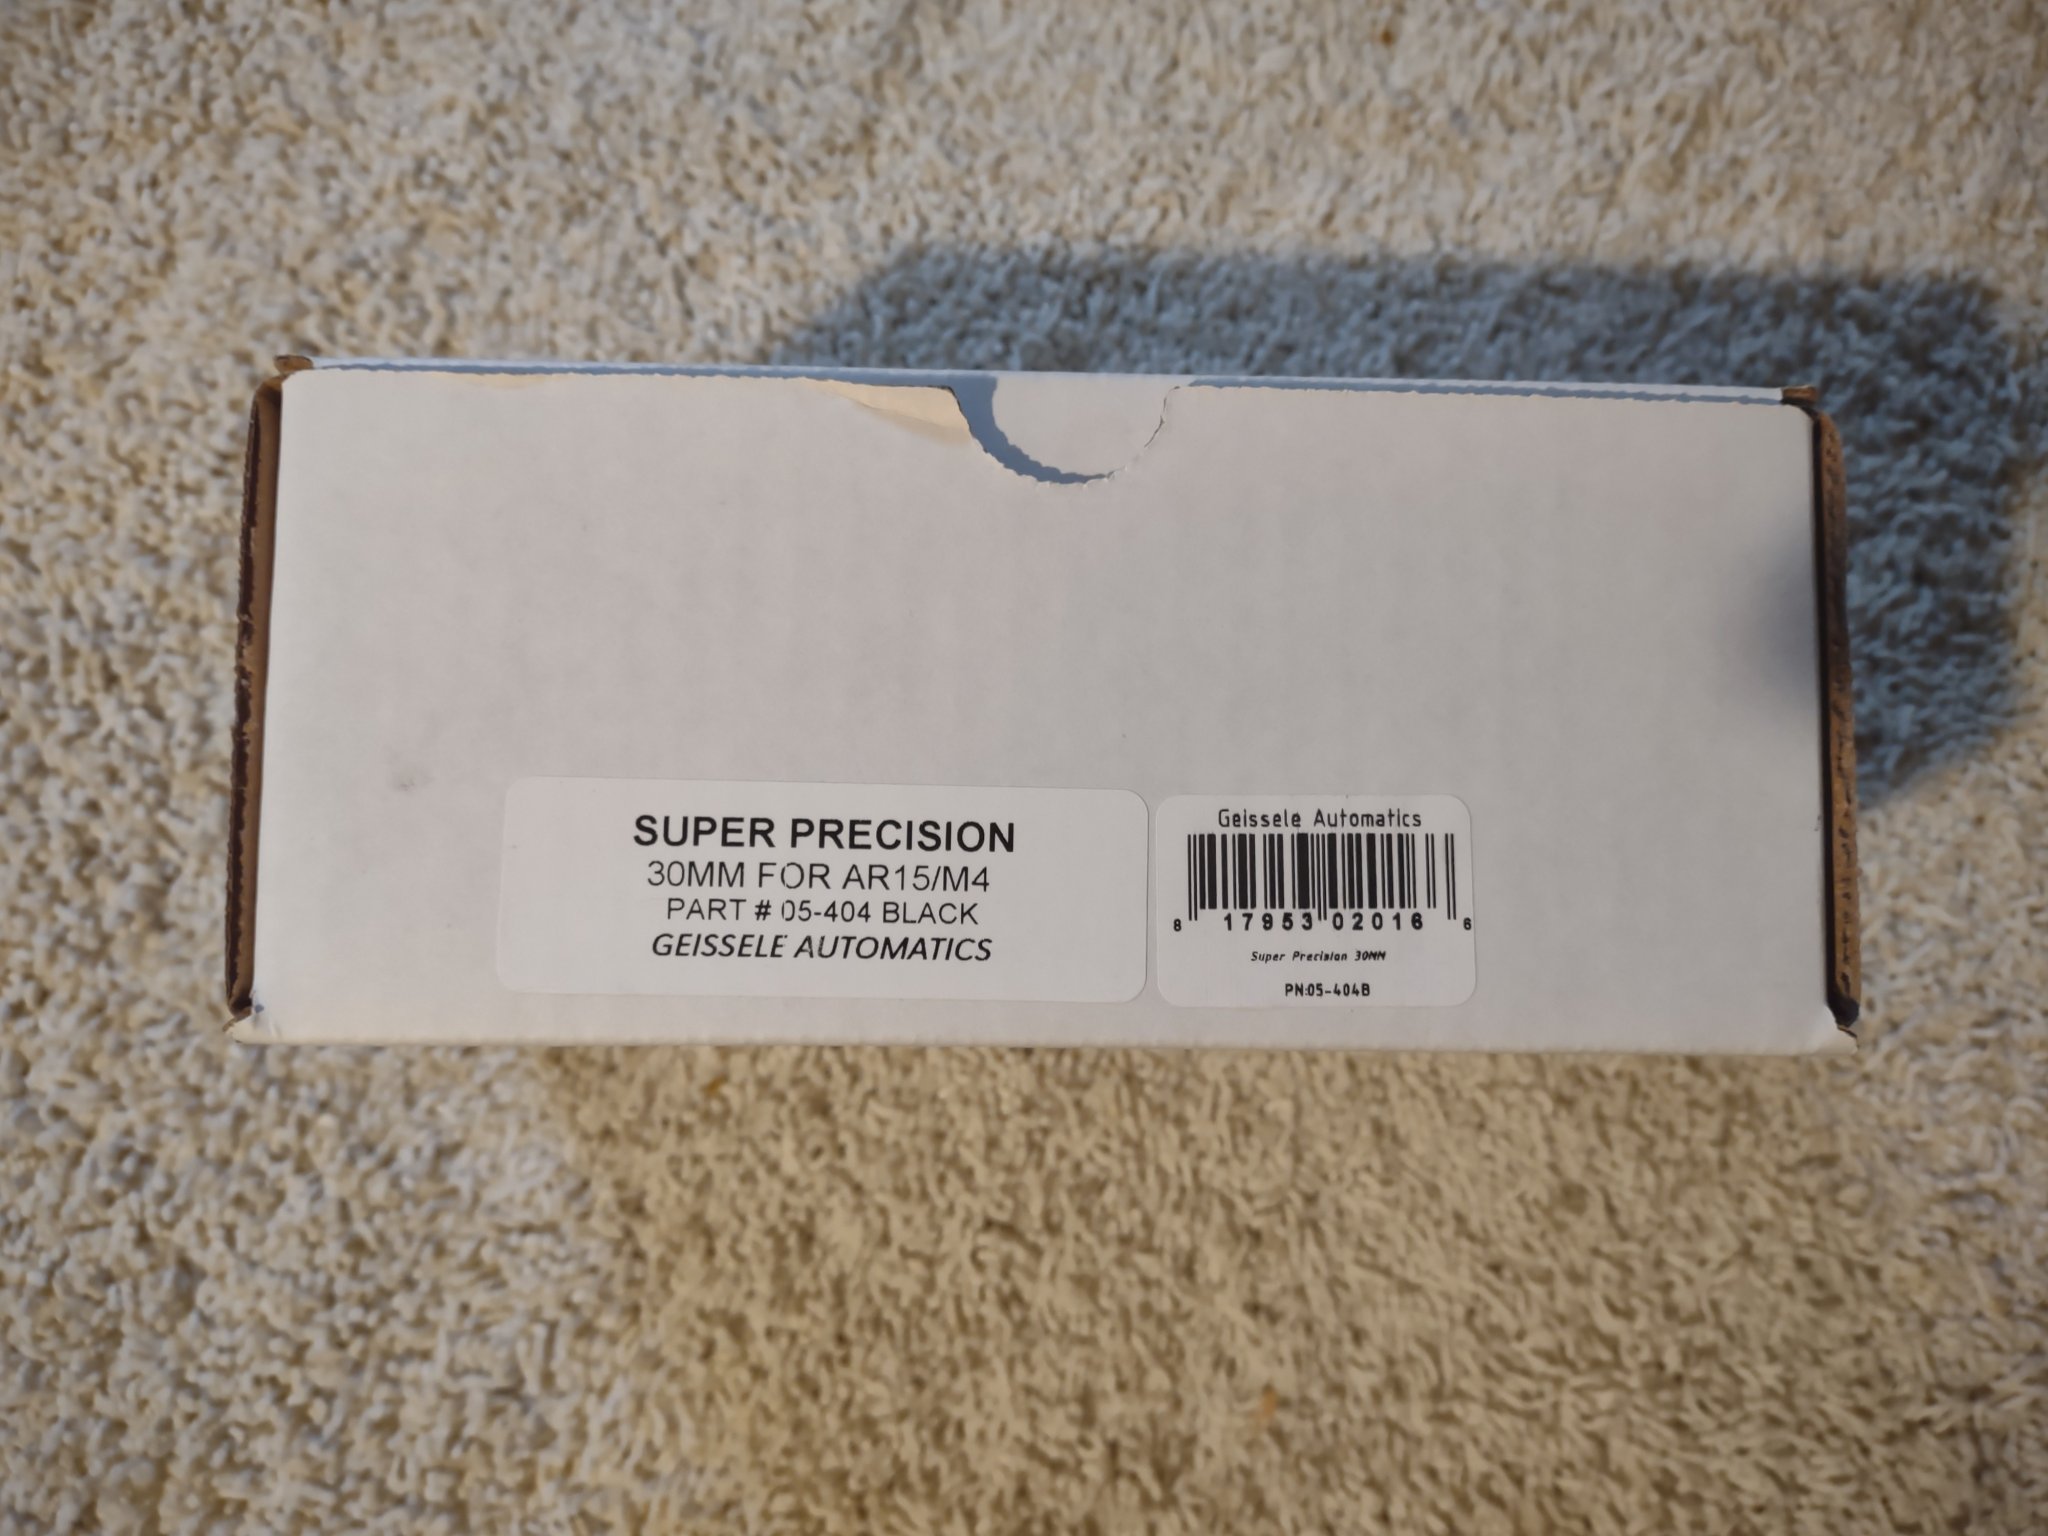 SUPER PRECISION
30MM FOR AR15/M4
PART # 05-404 BLACK
GEISSELE AUTOMATICS
Geissele Automatics
8 17953 02016 6
Super Precision 30MM
PN:05-404B